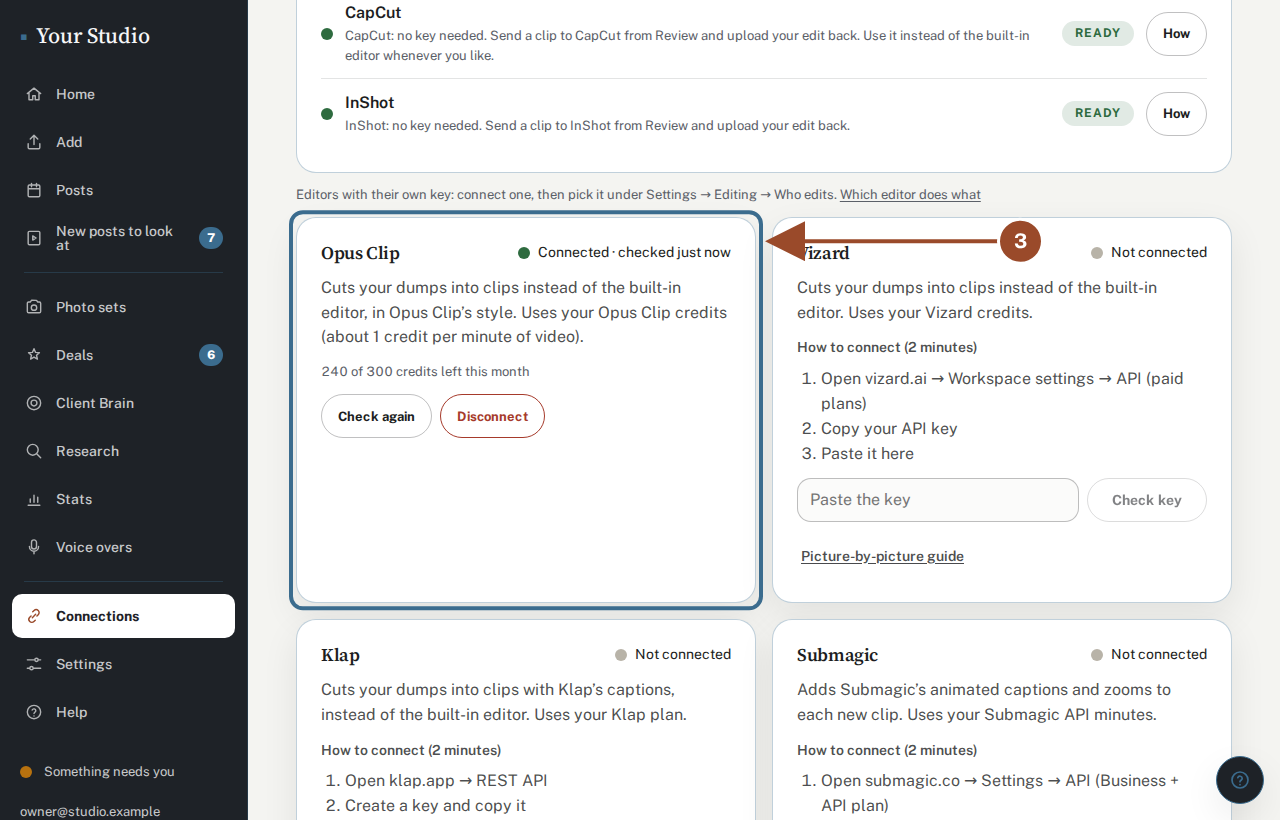 Your Studio
Home
Add
Posts
New posts to look
at
7
Photo sets
Deals
6
Client Brain
Research
Stats
Voice overs
Connections
Settings
Help
Something needs you
owner@studio.example
CapCut
CapCut: no key needed. Send a clip to CapCut from Review and upload your edit back. Use it instead of the built-in
editor whenever you like.
READY
How
InShot
InShot: no key needed. Send a clip to InShot from Review and upload your edit back.
READY
How
Editors with their own key: connect one, then pick it under Settings → Editing → Who edits. Which editor does what
Opus Clip
Connected · checked just now
Cuts your dumps into clips instead of the built-in
editor, in Opus Clip's style. Uses your Opus Clip credits
(about 1 credit per minute of video).
240 of 300 credits left this month
Check again
Disconnect
3
Vizard
Not connected
Cuts your dumps into clips instead of the built-in
editor. Uses your Vizard credits.
How to connect (2 minutes)
1. Open vizard.ai → Workspace settings → API (paid
plans)
2. Copy your API key
3. Paste it here
Paste the key
Check key
Picture-by-picture guide
Klap
Not connected
Cuts your dumps into clips with Klap's captions,
instead of the built-in editor. Uses your Klap plan.
How to connect (2 minutes)
1. Open klap.app → REST API
2. Create a key and copy it
Submagic
Not connected
Adds Submagic's animated captions and zooms to
each new clip. Uses your Submagic API minutes.
How to connect (2 minutes)
1. Open submagic.co → Settings → API (Business +
API plan)